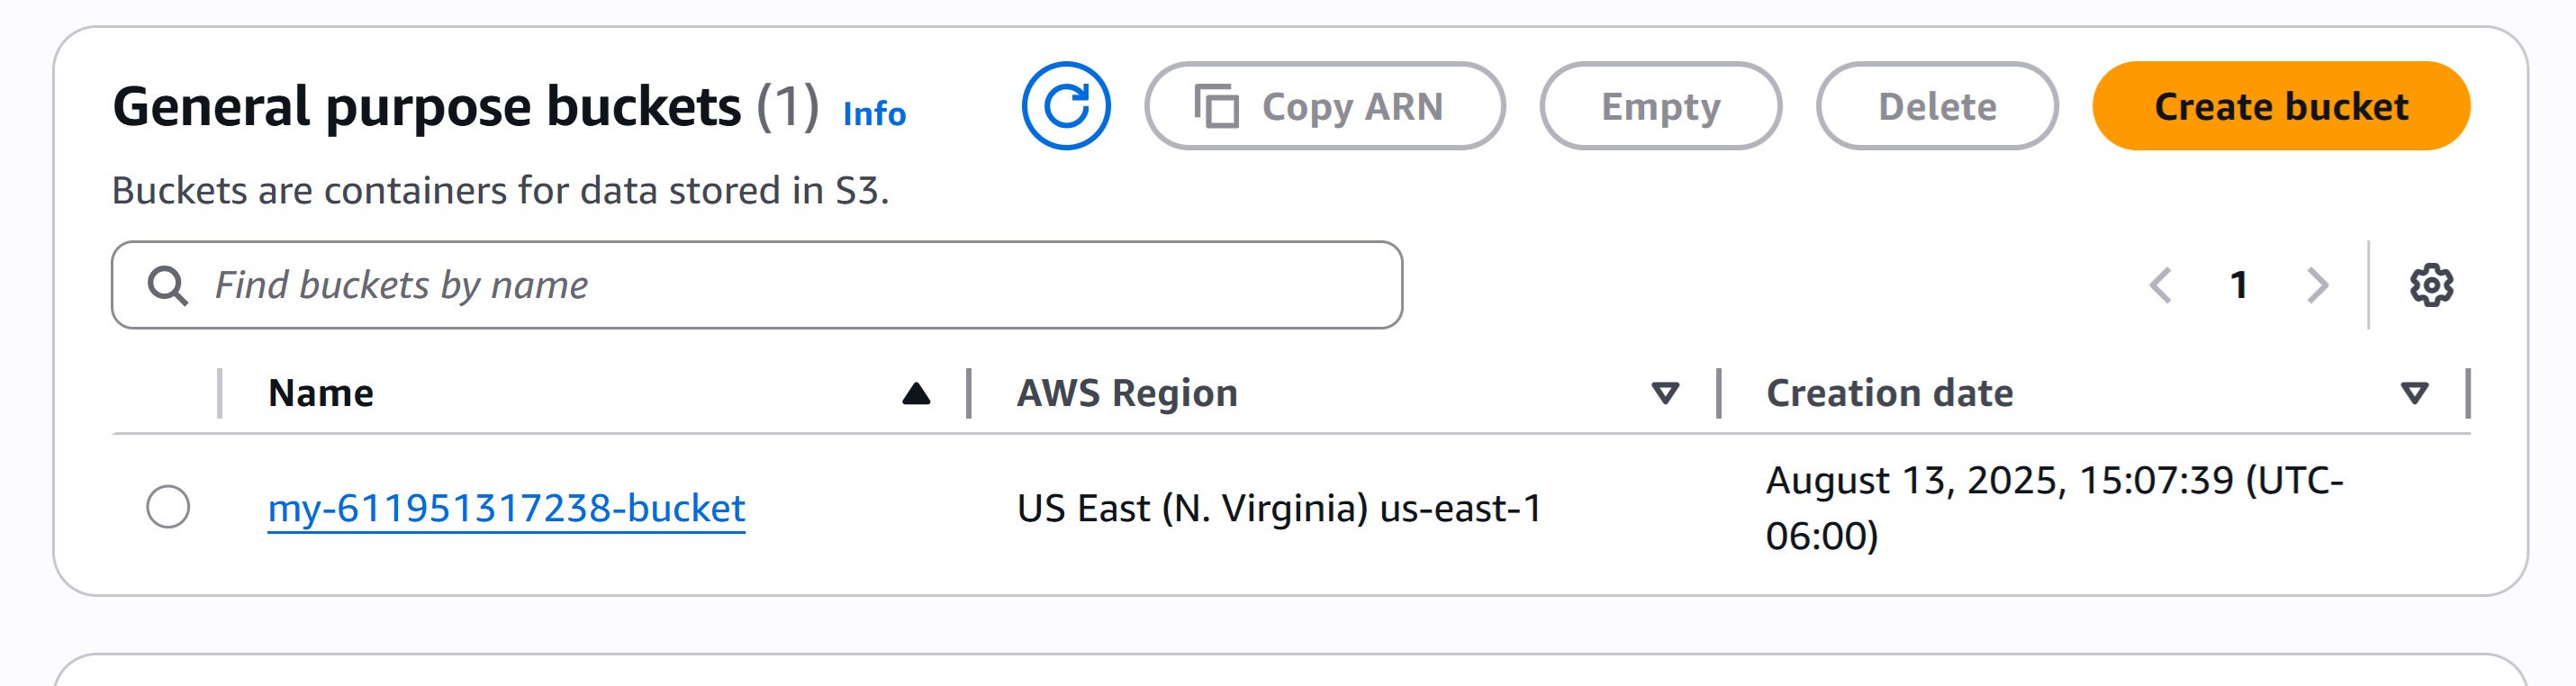 General purpose buckets (1) Info
Copy ARN
Empty
Delete
Create bucket
Buckets are containers for data stored in S3.
Find buckets by name
1
Name
AWS Region
Creation date
my-611951317238-bucket
US East (N. Virginia) us-east-1
August 13, 2025, 15:07:39 (UTC-
06:00)